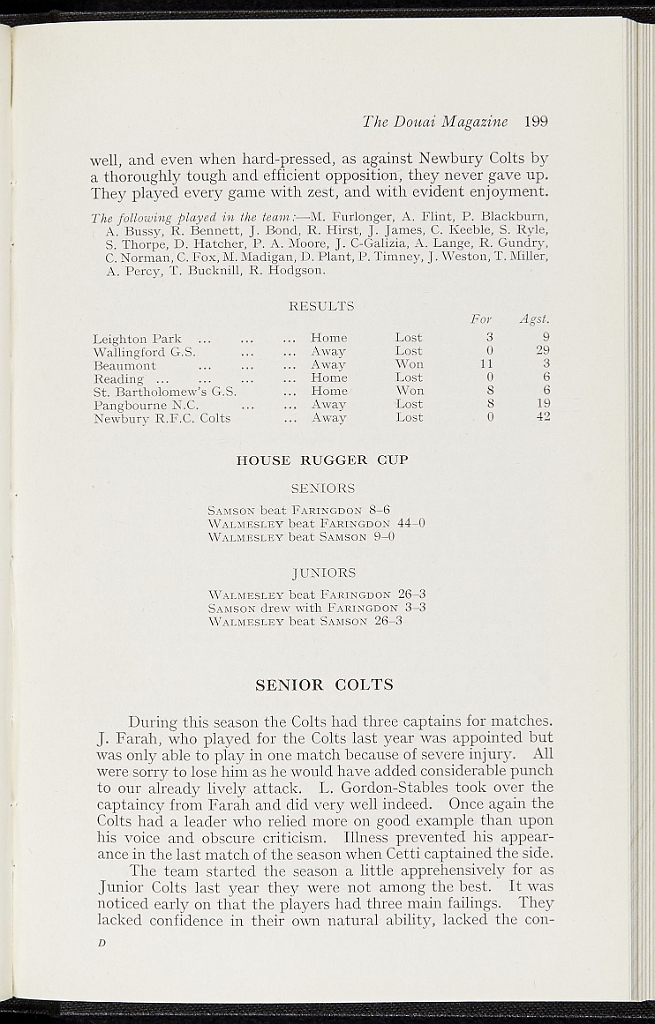 The Douai Magazine 199
well, and even when hard-pressed, as against Newbury Colts by
a thoroughly tough and efficient opposition, they never gave up.
They played every game with zest, and with evident enjoyment.
The following played in the team:—M. Furlonger, A. Flint, P. Blackburn,
A. Bussy, R. Bennett, J. Bond, R. Hirst, J. James, C. Keeble, S. Ryle,
S. Thorpe, D. Hatcher, P. A. Moore, J. C-Galizia, A. Lange, R. Gundry,
C. Norman, C. Fox, M. Madigan, D. Plant, P. Timney, J. Weston, T. Miller,
A. Percy, T. Bucknill, R. Hodgson.
RESULTS
For Agst.
Leighton Park ... ... ... Home Lost 3 9
Wallingford G.S. ... ... Away Lost 0 29
Beaumont ... ... ... Away Won 11 3
Reading ... ... ... ... Home Lost 0 6
St. Bartholomew's G.S. ... Home Won 8 6
Pangbourne N.C. ... ... Away Lost 8 19
Newbury R.F.C. Colts ... Away Lost 0 42
HOUSE RUGGER CUP
SENIORS
SAMSON beat FARINGDON 8–6
WALMESLEY beat FARINGDON 44–0
WALMESLEY beat SAMSON 9–0
JUNIORS
WALMESLEY beat FARINGDON 26–3
SAMSON drew with FARINGDON 3–3
WALMESLEY beat SAMSON 26–3
SENIOR COLTS
During this season the Colts had three captains for matches.
J. Farah, who played for the Colts last year was appointed but
was only able to play in one match because of severe injury. All
were sorry to lose him as he would have added considerable punch
to our already lively attack. L. Gordon-Stables took over the
captaincy from Farah and did very well indeed. Once again the
Colts had a leader who relied more on good example than upon
his voice and obscure criticism. Illness prevented his appear-
ance in the last match of the season when Cetti captained the side.
The team started the season a little apprehensively for as
Junior Colts last year they were not among the best. It was
noticed early on that the players had three main failings. They
lacked confidence in their own natural ability, lacked the con-
D